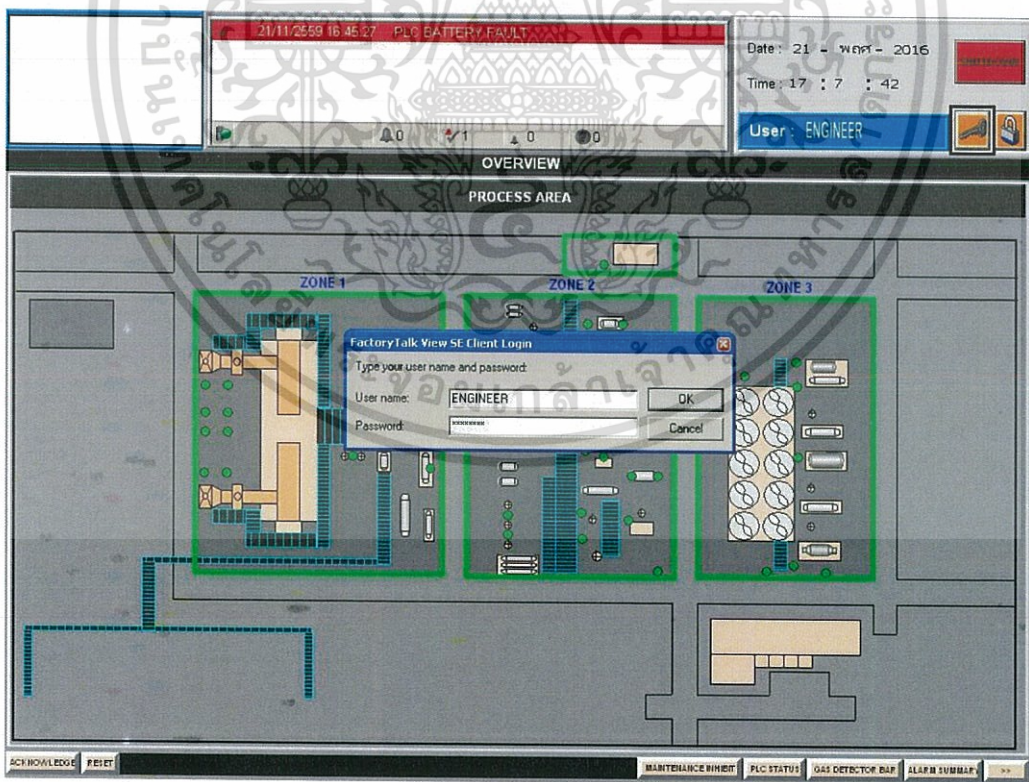 21/11/2559 16:45:27 PLC BATTERY FAULT
0 1 0 0
Date : 21 - พฤศ - 2016
Time : 17 : 7 : 42
User : ENGINEER
OVERVIEW
PROCESS AREA
ZONE 1
ZONE 2
ZONE 3
FactoryTalk View SE Client Login
Type your user name and password:
User name: ENGINEER
OK
Password: ********
Cancel
ACKNOWLEDGE
RESET
MAINTENANCE INHIBIT
PLC STATUS
GAS DETECTOR BAR
ALARM SUMMARY
>>